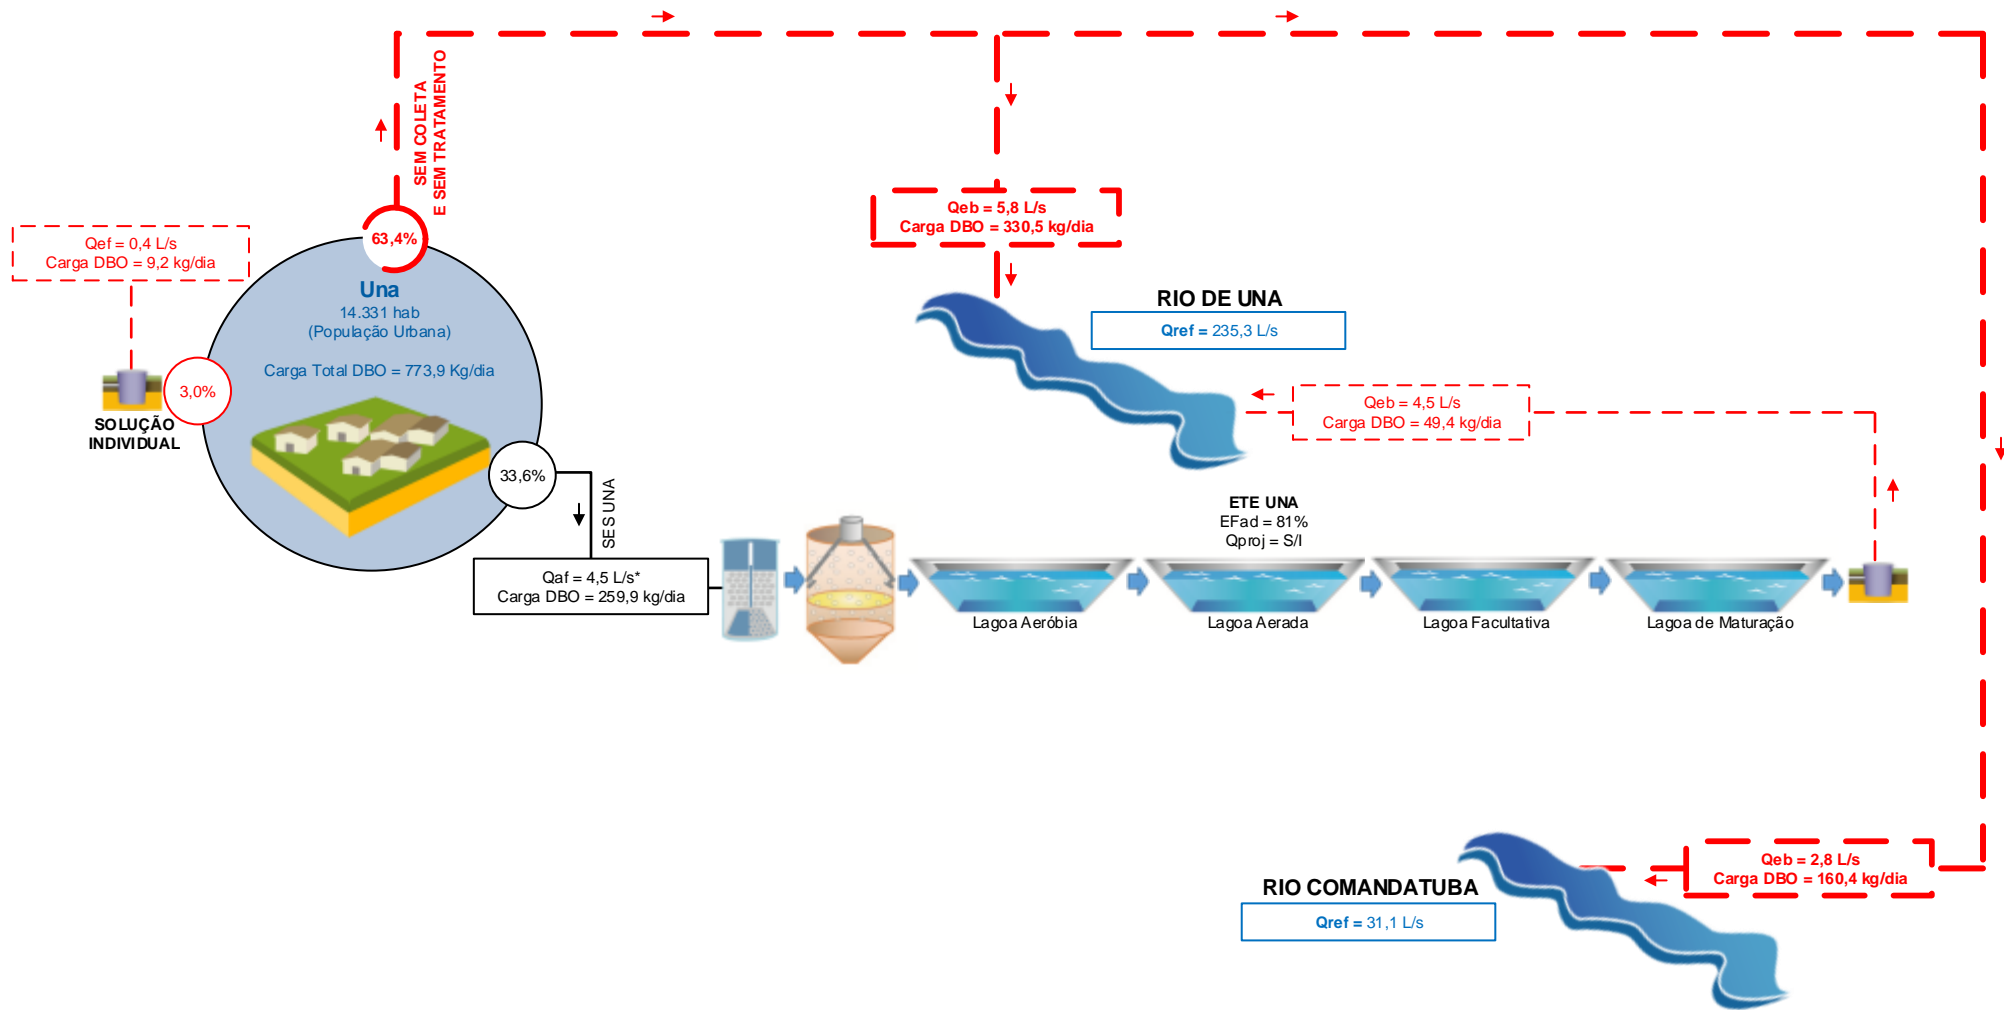 SEM COLETA
E SEM TRATAMENTO
63,4%
Qef = 0,4 L/s
Carga DBO = 9,2 kg/dia
Una
14.331 hab
(População Urbana)
Carga Total DBO = 773,9 Kg/dia
3,0%
SOLUÇÃO
INDIVIDUAL
33,6%
SES UNA
Qaf = 4,5 L/s*
Carga DBO = 259,9 kg/dia
Qeb = 5,8 L/s
Carga DBO = 330,5 kg/dia
RIO DE UNA
Qref = 235,3 L/s
Qeb = 4,5 L/s
Carga DBO = 49,4 kg/dia
ETE UNA
EFad = 81%
Qproj = S/I
Lagoa Aeróbia
Lagoa Aerada
Lagoa Facultativa
Lagoa de Maturação
RIO COMANDATUBA
Qref = 31,1 L/s
Qeb = 2,8 L/s
Carga DBO = 160,4 kg/dia